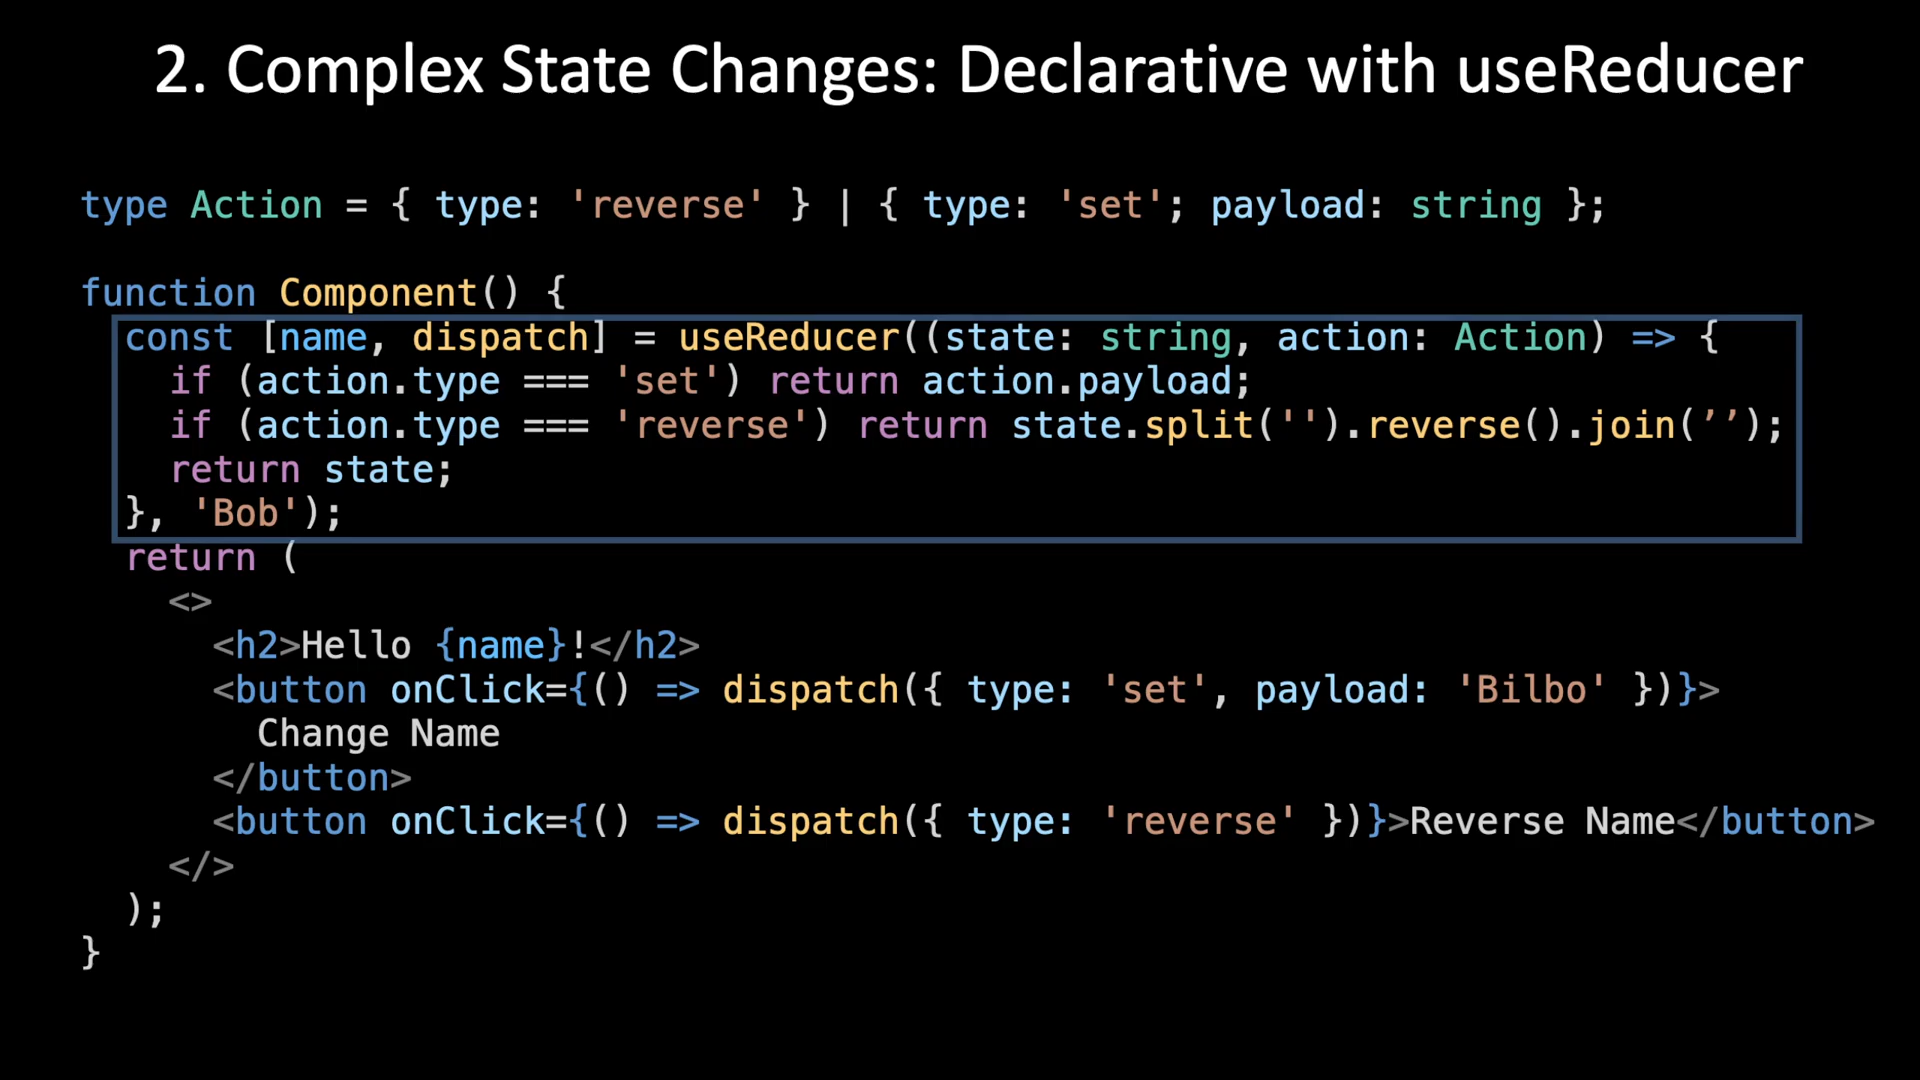 2. Complex State Changes: Declarative with useReducer
type Action = { type: 'reverse' } | { type: 'set'; payload: string };
function Component() {
  const [name, dispatch] = useReducer((state: string, action: Action) => {
    if (action.type === 'set') return action.payload;
    if (action.type === 'reverse') return state.split('').reverse().join(’’);
    return state;
  }, 'Bob');
  return (
    <>
      <h2>Hello {name}!</h2>
      <button onClick={() => dispatch({ type: 'set', payload: 'Bilbo' })}>
        Change Name
      </button>
      <button onClick={() => dispatch({ type: 'reverse' })}>Reverse Name</button>
    </>
  );
}